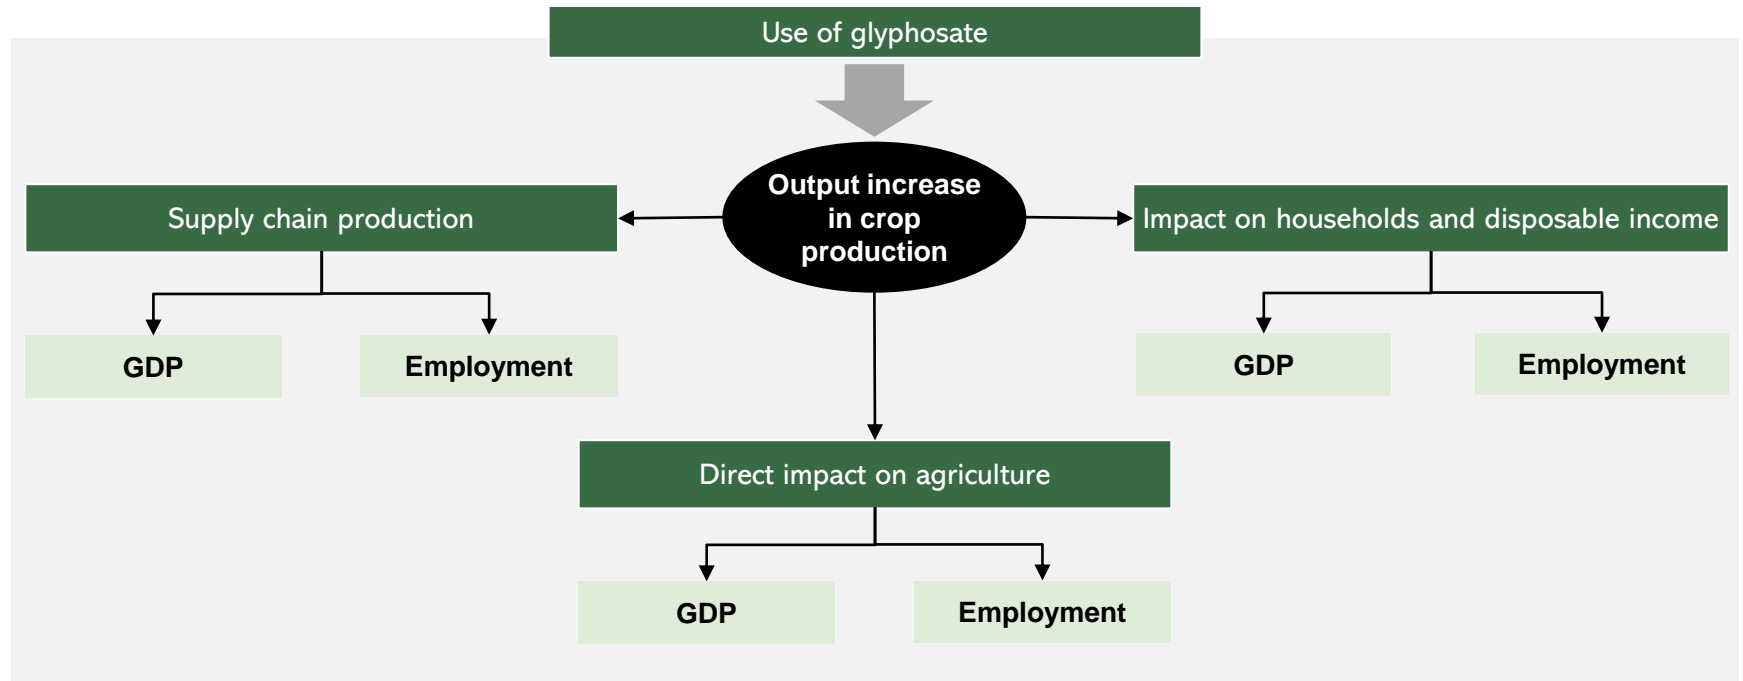 Use of glyphosate
Output increase
in crop
production
Supply chain production
Impact on households and disposable income
GDP
Employment
GDP
Employment
Direct impact on agriculture
GDP
Employment